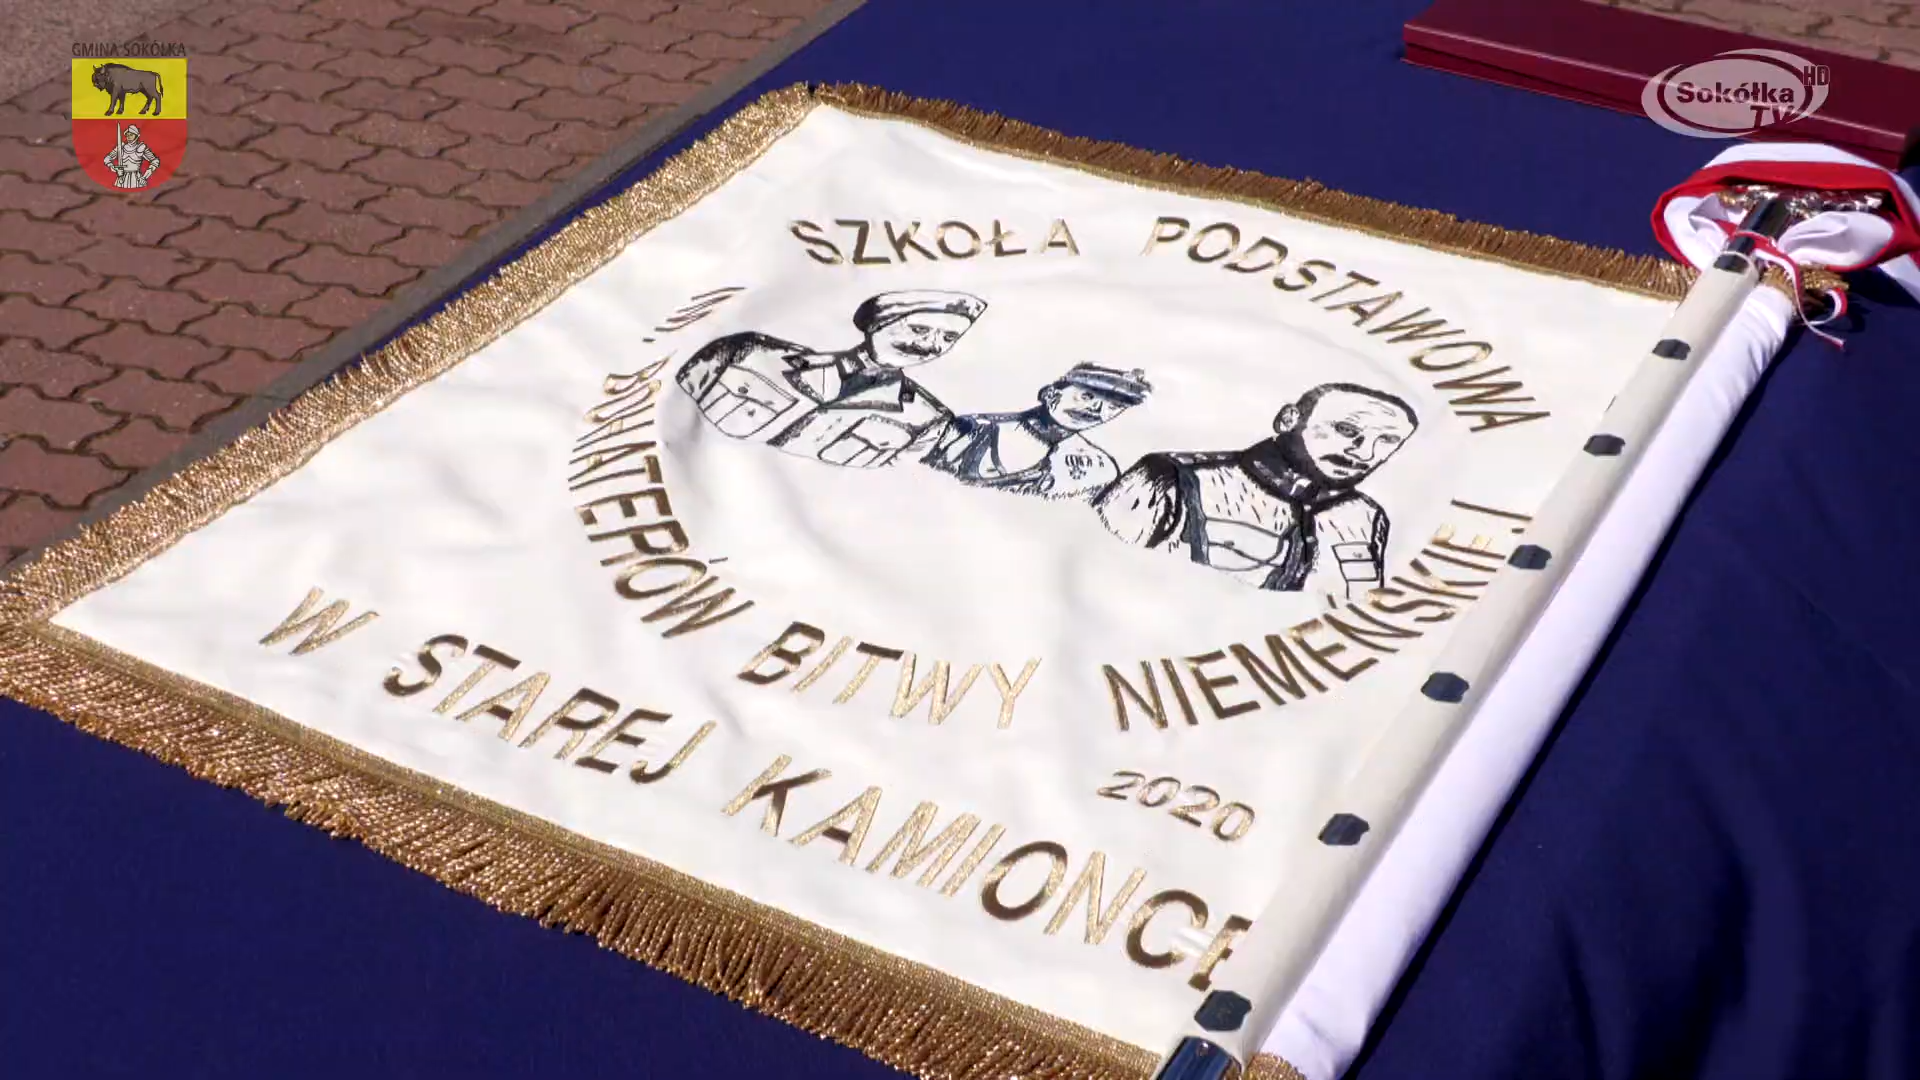 GMINA SOKÓŁKA
Sokółka HD
TV
SZKOŁA PODSTAWOWA
IM. BOHATERÓW BITWY NIEMEŃSKIEJ
W STAREJ KAMIONCE
2020